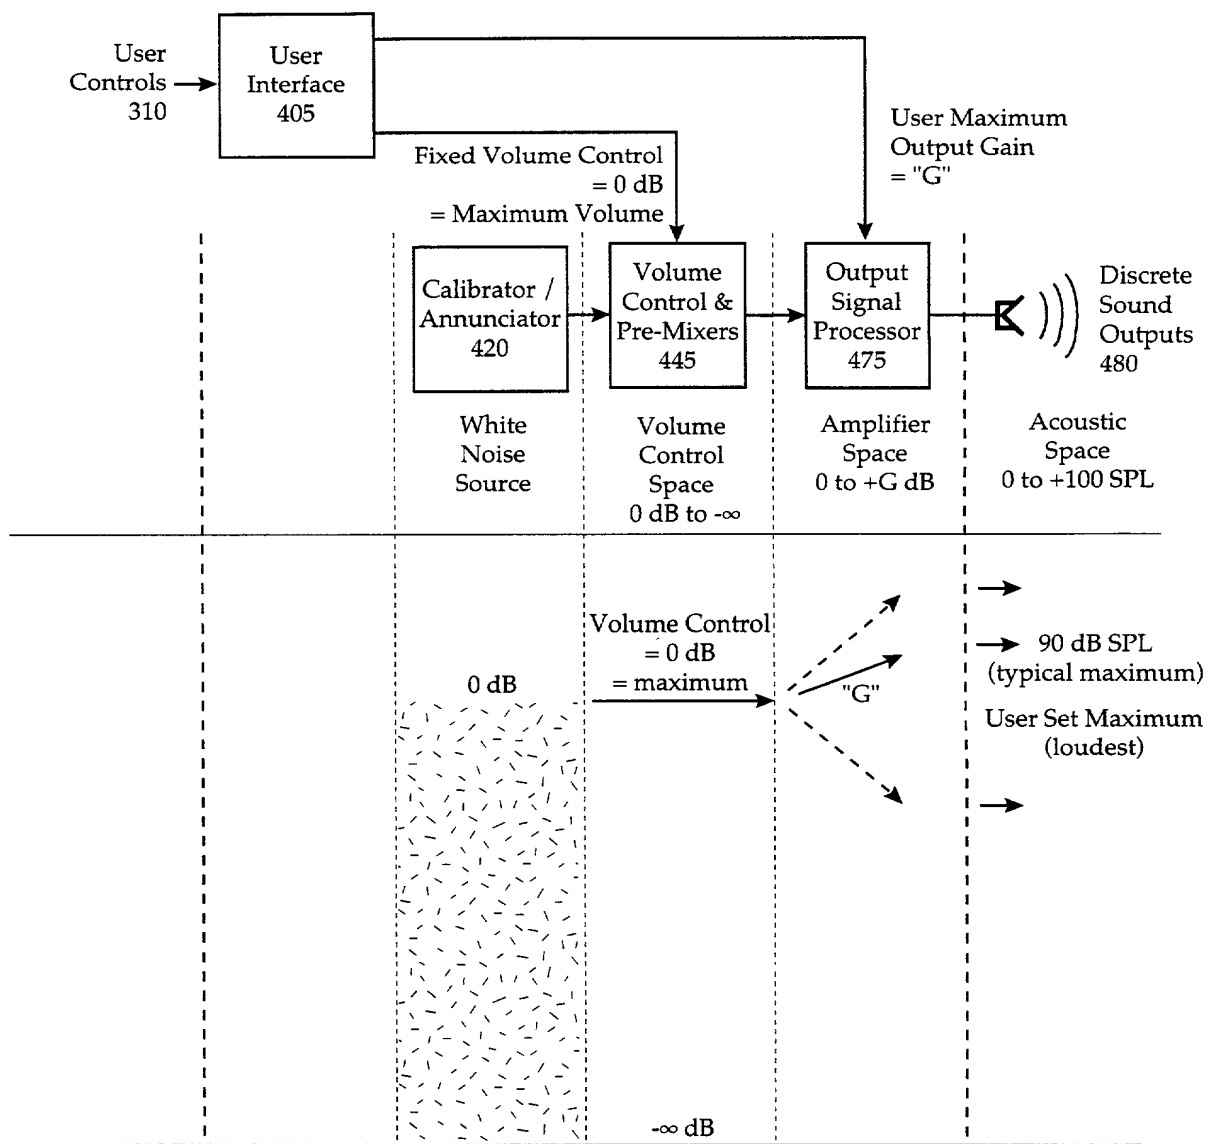 User
Controls
310
User
Interface
405
User Maximum
Output Gain
= "G"
Fixed Volume Control
= 0 dB
= Maximum Volume
Calibrator /
Annunciator
420
Volume
Control &
Pre-Mixers
445
Output
Signal
Processor
475
Discrete
Sound
Outputs
480
White
Noise
Source
Volume
Control
Space
0 dB to -∞
Amplifier
Space
0 to +G dB
Acoustic
Space
0 to +100 SPL
Volume Control
= 0 dB
= maximum
0 dB
"G"
90 dB SPL
(typical maximum)
User Set Maximum
(loudest)
-∞ dB